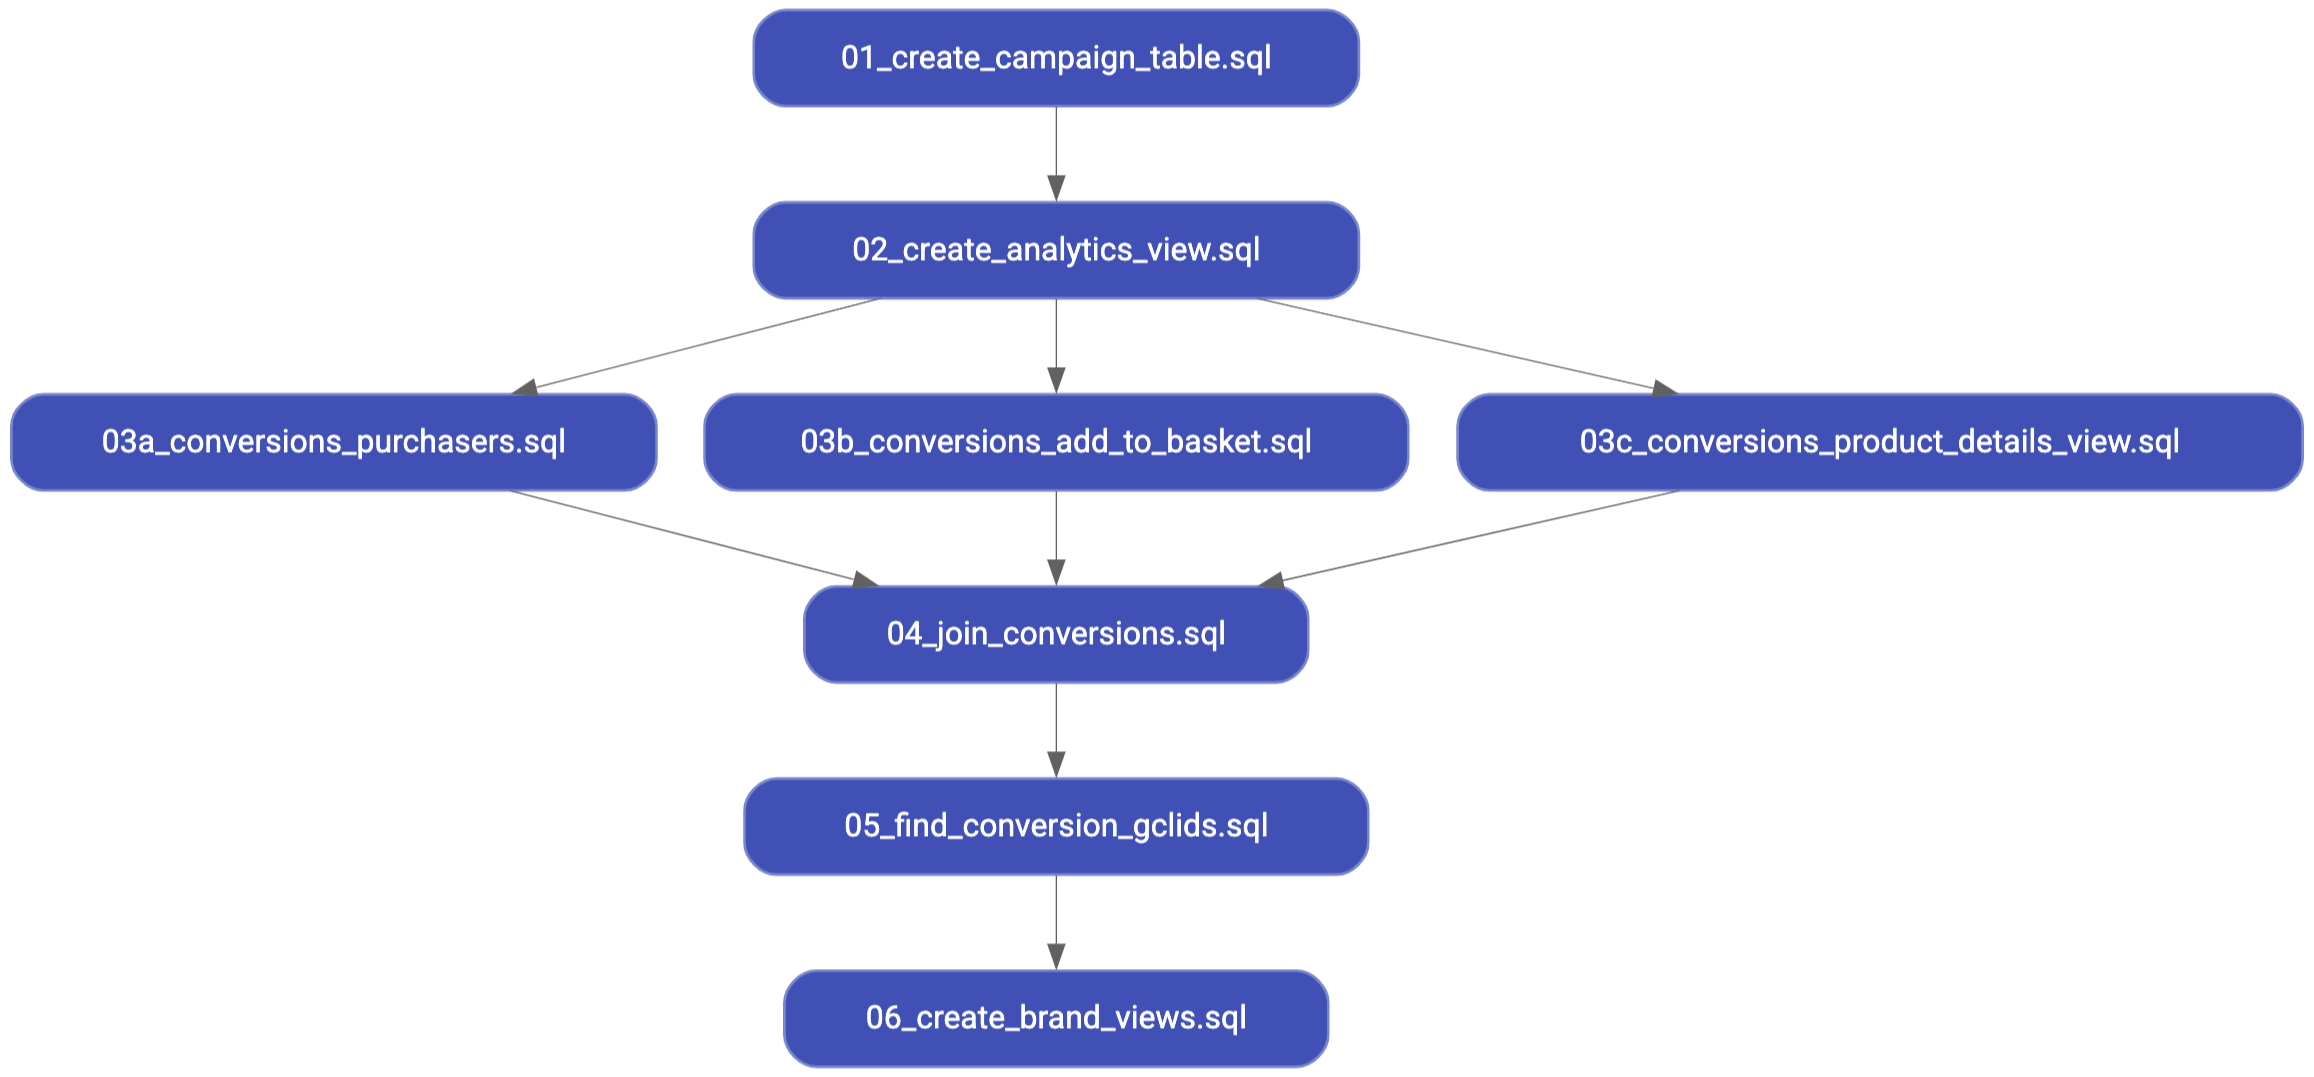 01_create_campaign_table.sql
02_create_analytics_view.sql
03a_conversions_purchasers.sql
03b_conversions_add_to_basket.sql
03c_conversions_product_details_view.sql
04_join_conversions.sql
05_find_conversion_gclids.sql
06_create_brand_views.sql